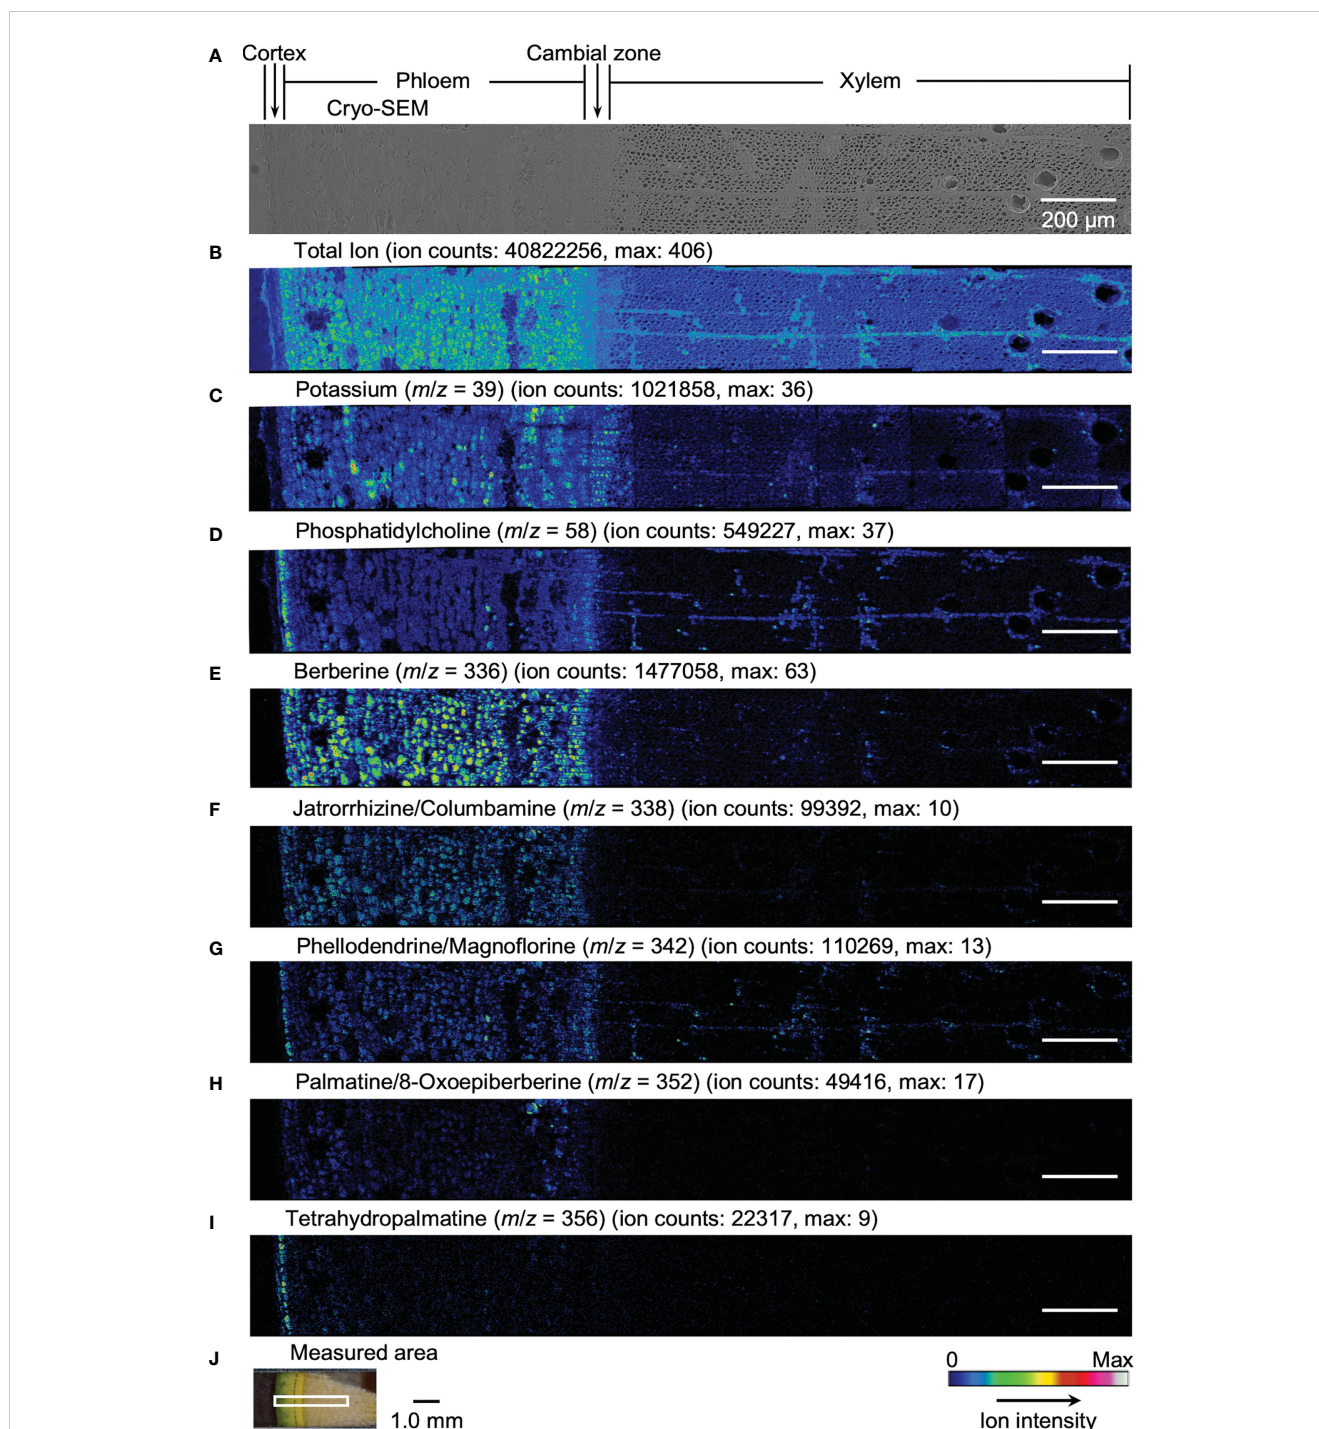 A
Cortex
Cambial zone
Phloem
Xylem
Cryo-SEM
200 µm
B
Total Ion (ion counts: 40822256, max: 406)
C
Potassium (m/z = 39) (ion counts: 1021858, max: 36)
D
Phosphatidylcholine (m/z = 58) (ion counts: 549227, max: 37)
E
Berberine (m/z = 336) (ion counts: 1477058, max: 63)
F
Jatrorrhizine/Columbamine (m/z = 338) (ion counts: 99392, max: 10)
G
Phellodendrine/Magnoflorine (m/z = 342) (ion counts: 110269, max: 13)
H
Palmatine/8-Oxoepiberberine (m/z = 352) (ion counts: 49416, max: 17)
I
Tetrahydropalmatine (m/z = 356) (ion counts: 22317, max: 9)
J
Measured area
1.0 mm
0 Max
Ion intensity